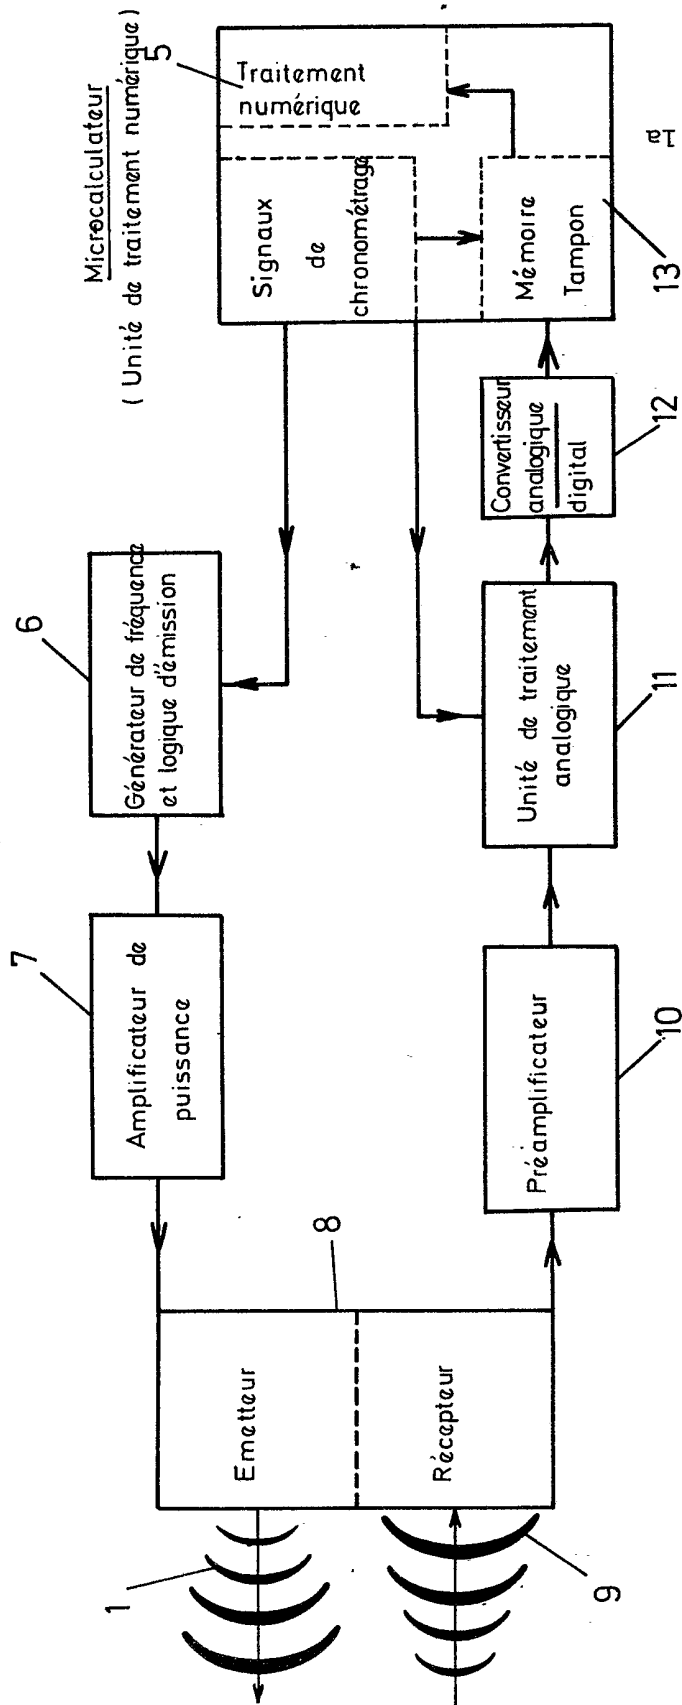 Microcalculateur
( Unité de traitement numérique )
5
Traitement
numérique
Signaux
de
chronométrage
Mémoire
Tampon
13
1a
6
Générateur de fréquence
et logique d'émission
7
Amplificateur de
puissance
8
Emetteur
Récepteur
1
9
10
Préamplificateur
11
Unité de traitement
analogique
12
Convertisseur
analogique
digital